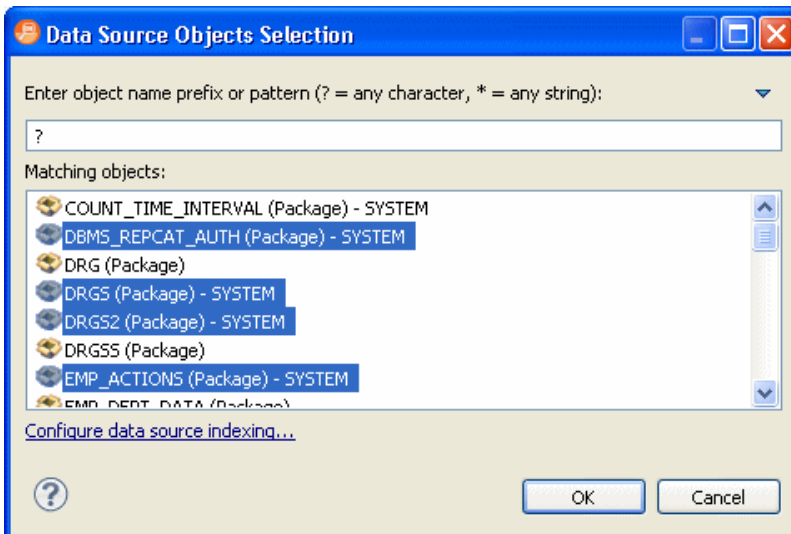 Data Source Objects Selection
Enter object name prefix or pattern (? = any character, * = any string):
?
Matching objects:
COUNT_TIME_INTERVAL (Package) - SYSTEM
DBMS_REPCAT_AUTH (Package) - SYSTEM
DRG (Package)
DRGS (Package) - SYSTEM
DRGS2 (Package) - SYSTEM
DRGSS (Package)
EMP_ACTIONS (Package) - SYSTEM
EMP_DEPT_DATA (Package)
Configure data source indexing...
?
OK Cancel